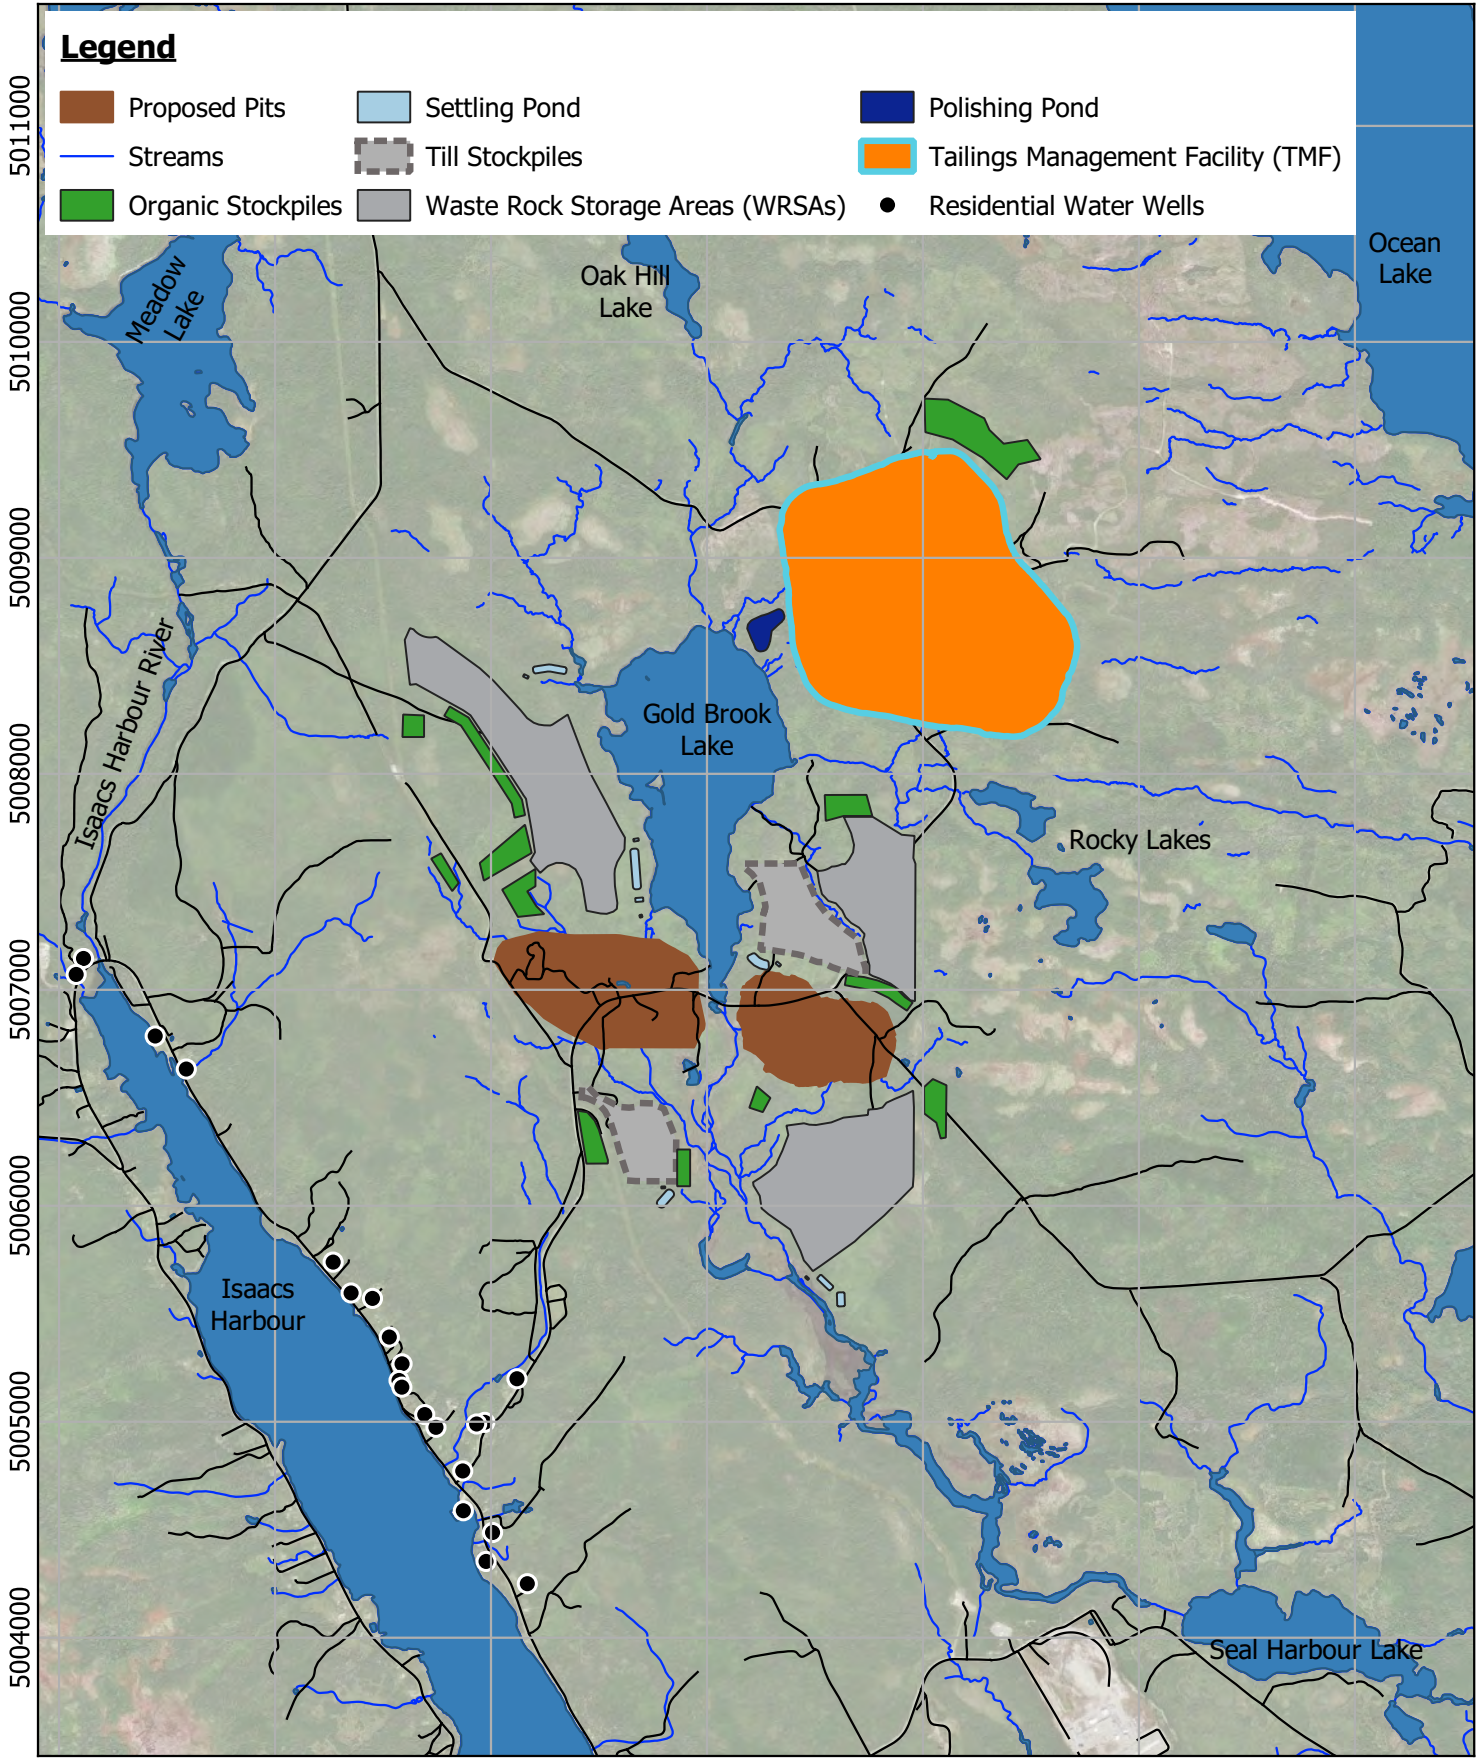 Legend
Proposed Pits
Streams
Organic Stockpiles
Settling Pond
Till Stockpiles
Waste Rock Storage Areas (WRSAs)
Polishing Pond
Tailings Management Facility (TMF)
Residential Water Wells
5011000
5010000
5009000
5008000
5007000
5006000
5005000
5004000
Meadow
Lake
Oak Hill
Lake
Ocean
Lake
Isaacs Harbour River
Gold Brook
Lake
Rocky Lakes
Isaacs
Harbour
Seal Harbour Lake